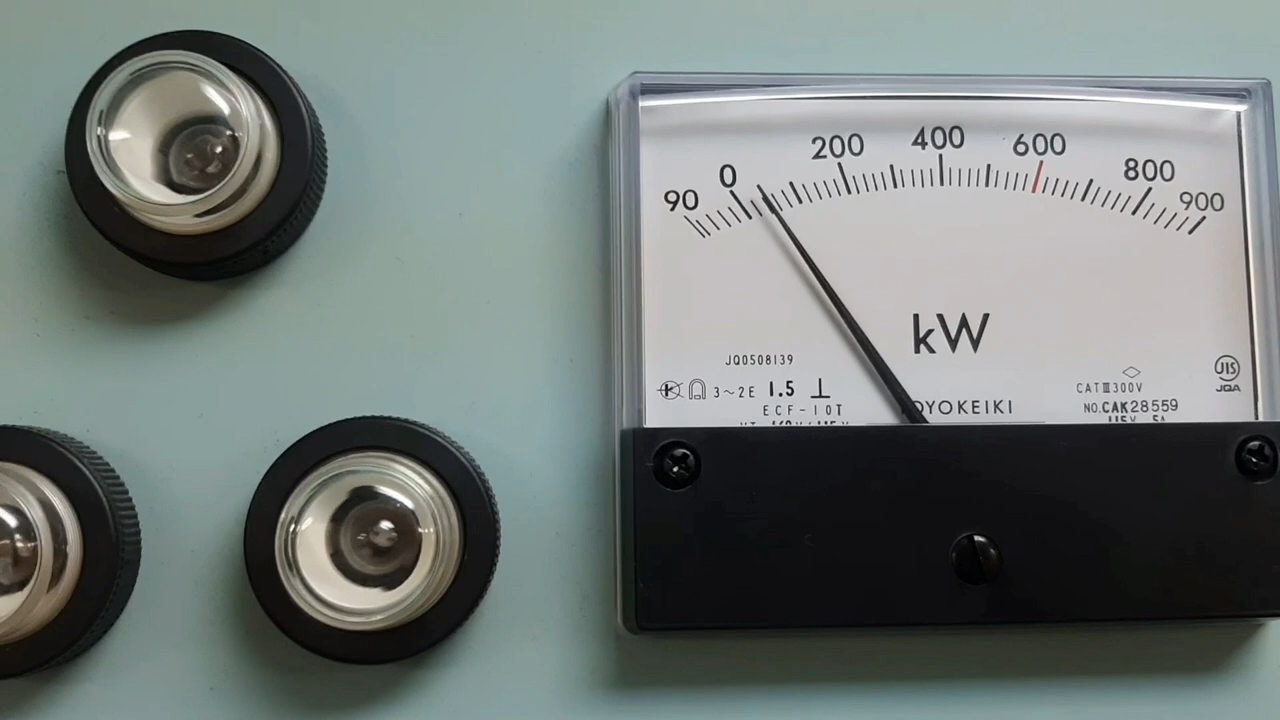 90 0 200 400 600 800 900
kW
JQ0508139
3~2E 1.5
ECF-10T
OYOKEIKI
CAT III 300V
NO.CAK28559
JIS
JQA